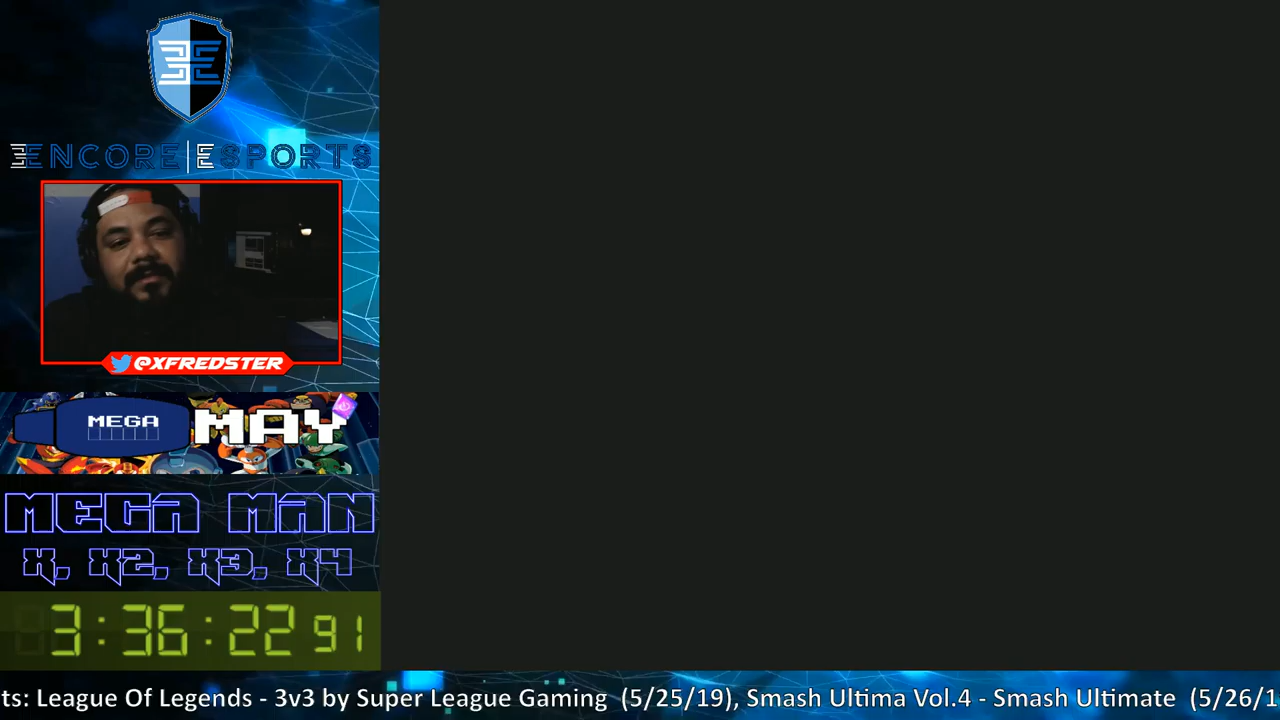 ENCORE|ESPORTS
@XFREDSTER
MEGA
MAY
MEGA MAN
X, X2, X3, X4
3:36:22 91
ts: League Of Legends - 3v3 by Super League Gaming (5/25/19), Smash Ultima Vol.4 - Smash Ultimate (5/26/1